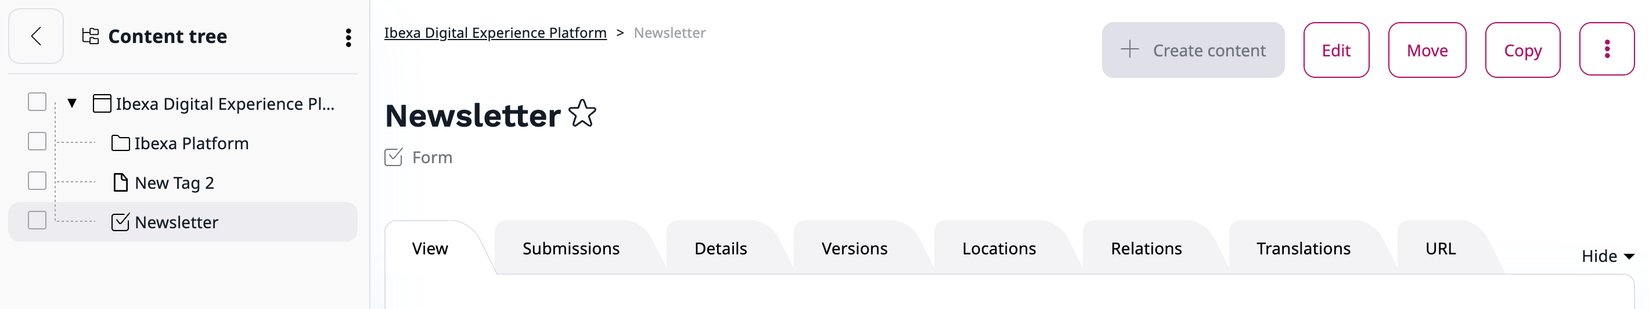 Content tree
Ibexa Digital Experience Pl...
Ibexa Platform
New Tag 2
Newsletter
Ibexa Digital Experience Platform > Newsletter
Create content
Edit
Move
Copy
Newsletter
Form
View
Submissions
Details
Versions
Locations
Relations
Translations
URL
Hide